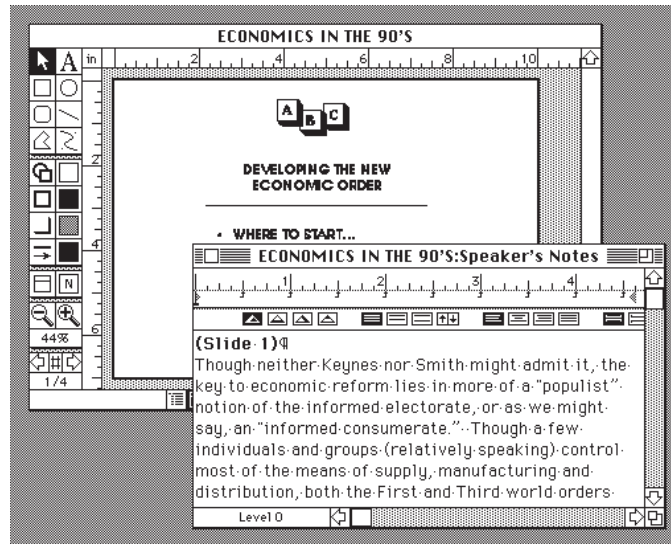 ECONOMICS IN THE 90'S
A in 2 4 6 8 10
A
B
C
2
DEVELOPING THE NEW
ECONOMIC ORDER
• WHERE TO START...
4
N
6
44%
#
1/4
ECONOMICS IN THE 90'S:Speaker's Notes
1 2 3 4
(Slide 1)¶
Though neither Keynes nor Smith might admit it, the
key to economic reform lies in more of a "populist"
notion of the informed electorate, or as we might
say, an "informed consumerate." Though a few
individuals and groups (relatively speaking) control
most of the means of supply, manufacturing and
distribution, both the First and Third world orders
Level 0